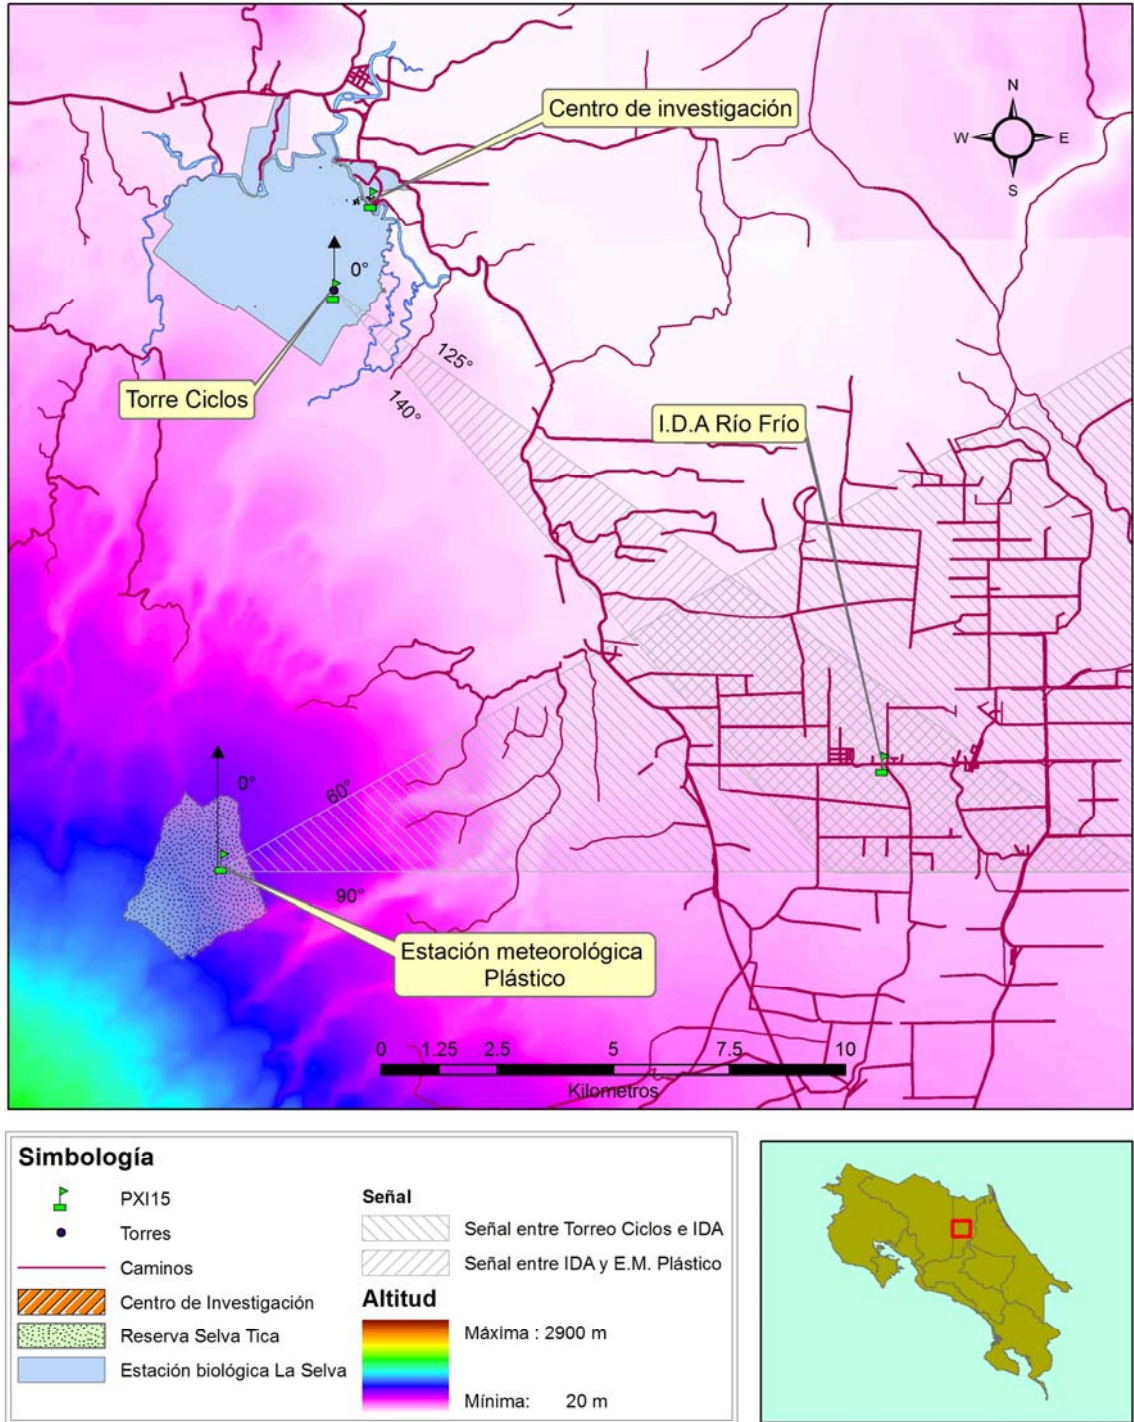 Centro de investigación
N
W
E
S
0°
125°
140°
Torre Ciclos
I.D.A Río Frío
0°
60°
90°
Estación meteorológica
Plástico
0 1.25 2.5 5 7.5 10
Kilometros
Simbología
PXI15
Torres
Caminos
Centro de Investigación
Reserva Selva Tica
Estación biológica La Selva
Señal
Señal entre Torreo Ciclos e IDA
Señal entre IDA y E.M. Plástico
Altitud
Máxima : 2900 m
Mínima: 20 m